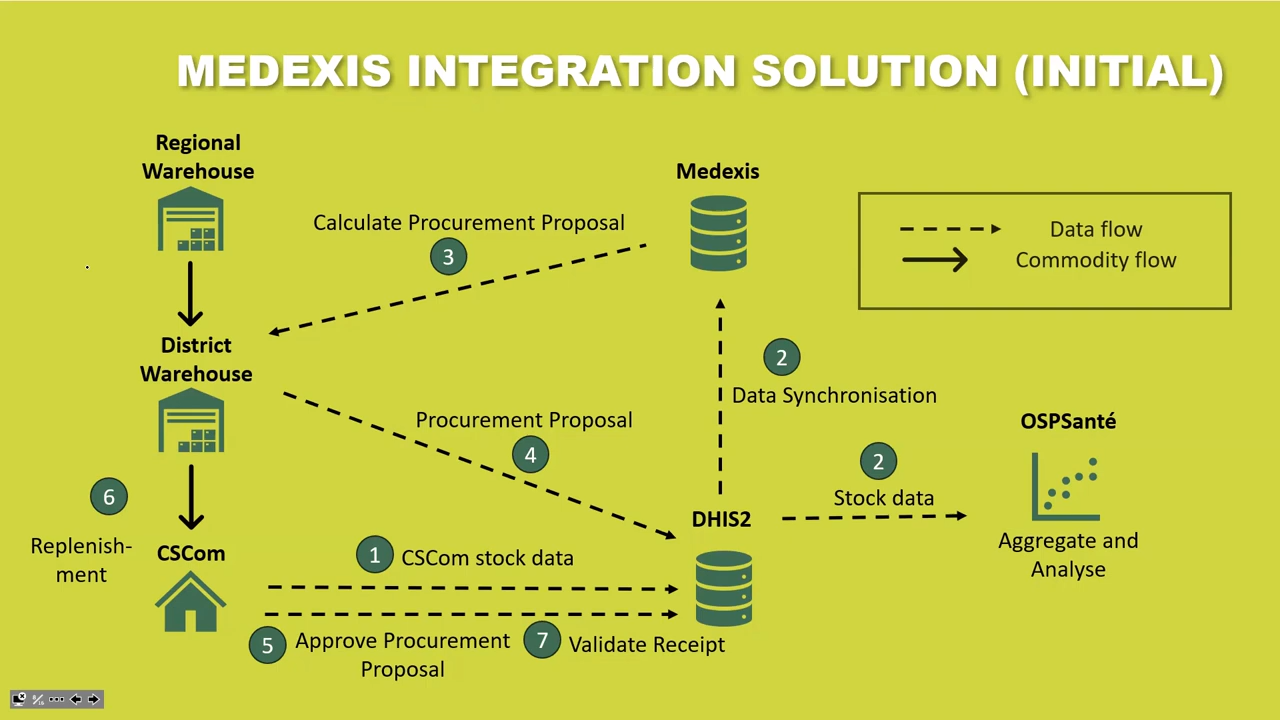 MEDEXIS INTEGRATION SOLUTION (INITIAL)
Regional
Warehouse
Medexis
Calculate Procurement Proposal
3
Data flow
Commodity flow
District
Warehouse
2
Data Synchronisation
Procurement Proposal
4
OSPSanté
2
Stock data
6
Replenish-
ment
CSCom
DHIS2
Aggregate and
Analyse
1 CSCom stock data
5 Approve Procurement
Proposal
7 Validate Receipt